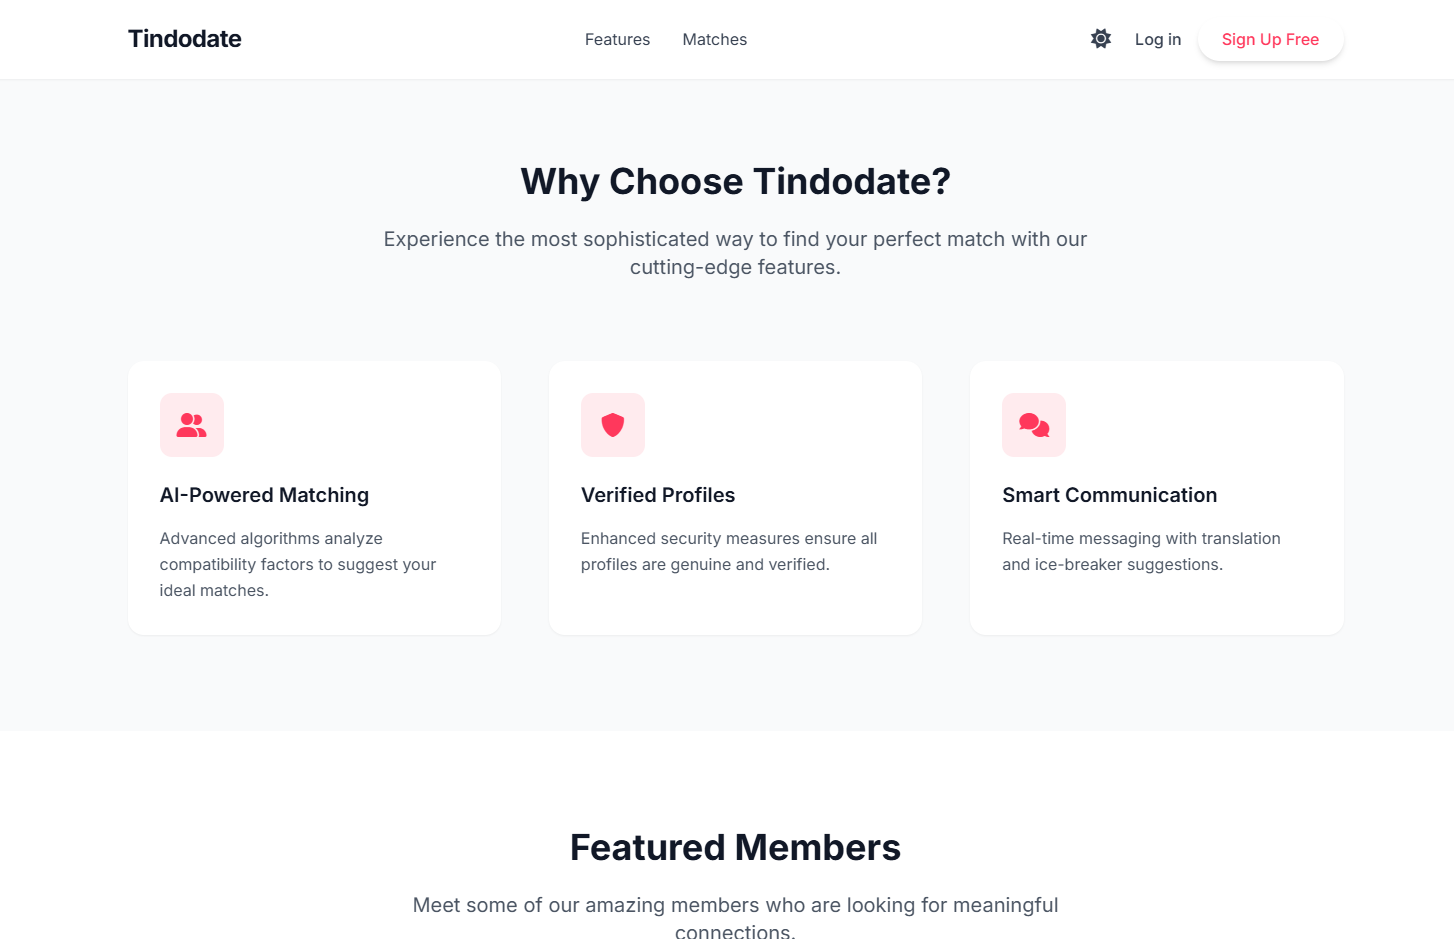 Tindodate
Features
Matches
Log in
Sign Up Free
Why Choose Tindodate?
Experience the most sophisticated way to find your perfect match with our
cutting-edge features.
AI-Powered Matching
Advanced algorithms analyze
compatibility factors to suggest your
ideal matches.
Verified Profiles
Enhanced security measures ensure all
profiles are genuine and verified.
Smart Communication
Real-time messaging with translation
and ice-breaker suggestions.
Featured Members
Meet some of our amazing members who are looking for meaningful
connections.